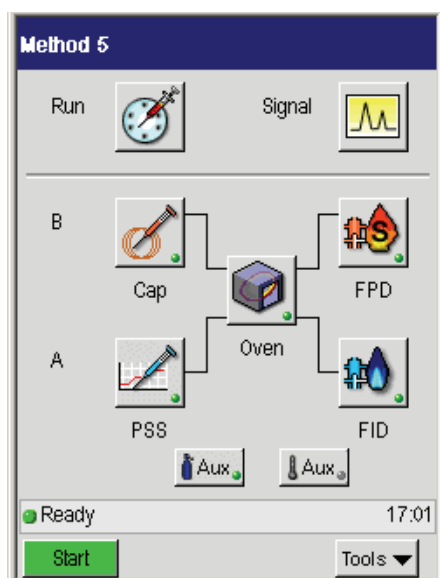 Method 5
Run
Signal
B
S
Cap
FPD
Oven
A
PSS
FID
Aux
Aux
Ready 17:01
Start Tools